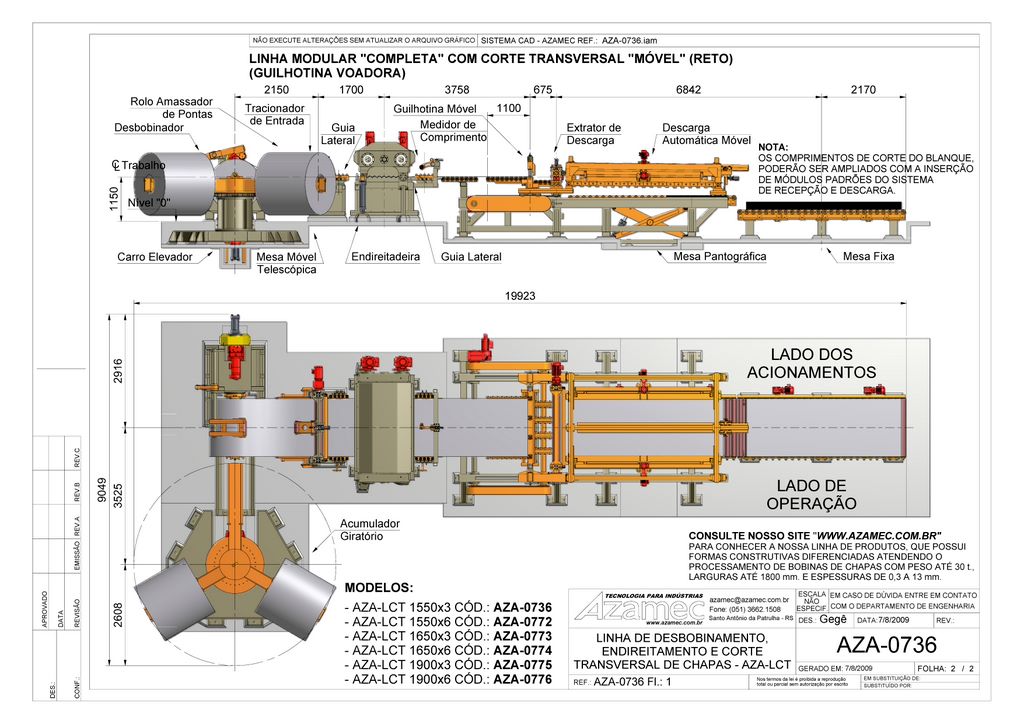 NÃO EXECUTE ALTERAÇÕES SEM ATUALIZAR O ARQUIVO GRÁFICO
SISTEMA CAD - AZAMEC REF.: AZA-0736.iam
LINHA MODULAR "COMPLETA" COM CORTE TRANSVERSAL "MÓVEL" (RETO)
(GUILHOTINA VOADORA)
2150
1700
3758
675
6842
2170
1100
Rolo Amassador
de Pontas
Desbobinador
Tracionador
de Entrada
Guia
Lateral
Guilhotina Móvel
Medidor de
Comprimento
Extrator de
Descarga
Descarga
Automática Móvel
NOTA:
OS COMPRIMENTOS DE CORTE DO BLANQUE,
PODERÃO SER AMPLIADOS COM A INSERÇÃO
DE MÓDULOS PADRÕES DO SISTEMA
DE RECEPÇÃO E DESCARGA.
Trabalho
1150
Nível "0"
Carro Elevador
Mesa Móvel
Telescópica
Endireitadeira
Guia Lateral
Mesa Pantográfica
Mesa Fixa
19923
2916
9049
3525
2608
LADO DOS
ACIONAMENTOS
LADO DE
OPERAÇÃO
Acumulador
Giratório
CONSULTE NOSSO SITE "WWW.AZAMEC.COM.BR"
PARA CONHECER A NOSSA LINHA DE PRODUTOS, QUE POSSUI
FORMAS CONSTRUTIVAS DIFERENCIADAS ATENDENDO O
PROCESSAMENTO DE BOBINAS DE CHAPAS COM PESO ATÉ 30 t.,
LARGURAS ATÉ 1800 mm. E ESPESSURAS DE 0,3 A 13 mm.
MODELOS:
- AZA-LCT 1550x3 CÓD.: AZA-0736
- AZA-LCT 1550x6 CÓD.: AZA-0772
- AZA-LCT 1650x3 CÓD.: AZA-0773
- AZA-LCT 1650x6 CÓD.: AZA-0774
- AZA-LCT 1900x3 CÓD.: AZA-0775
- AZA-LCT 1900x6 CÓD.: AZA-0776
TECNOLOGIA PARA INDÚSTRIAS
Azamec
www.azamec.com.br
azamec@azamec.com.br
Fone: (051) 3662.1508
Santo Antônio da Patrulha - RS
ESCALA
NÃO
ESPECIF.
EM CASO DE DÚVIDA ENTRE EM CONTATO
COM O DEPARTAMENTO DE ENGENHARIA
DES.: Gegê
DATA:7/8/2009
REV.:
LINHA DE DESBOBINAMENTO,
ENDIREITAMENTO E CORTE
TRANSVERSAL DE CHAPAS - AZA-LCT
AZA-0736
GERADO EM: 7/8/2009
FOLHA: 2 / 2
REF.: AZA-0736 Fl.: 1
Nos termos da lei é proibida a reprodução
total ou parcial sem autorização por escrito
EM SUBSTITUIÇÃO DE:
SUBSTITUÍDO POR:
REV.C
REV.B
REV.A
EMISSÃO
REVISÃO
DATA
APROVADO
CONF.:
DES.: